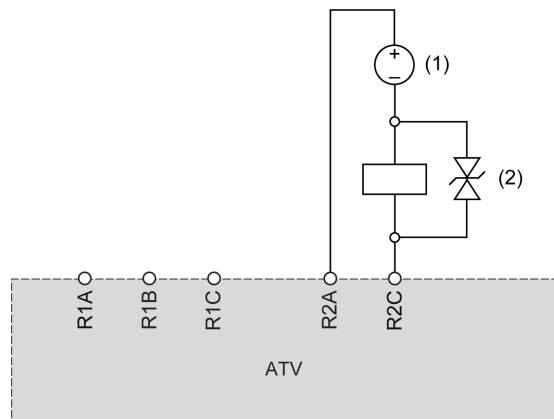 +
–
(1)
(2)
R1A
R1B
R1C
R2A
R2C
ATV